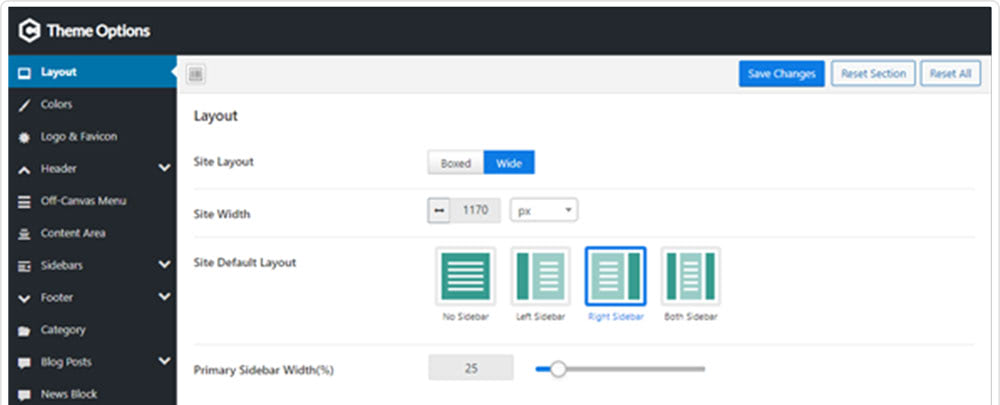 Theme Options
Layout
Colors
Logo & Favicon
Header
Off-Canvas Menu
Content Area
Sidebars
Footer
Category
Blog Posts
News Block
Save Changes
Reset Section
Reset All
Layout
Site Layout
Boxed
Wide
Site Width
1170
px
Site Default Layout
No Sidebar
Left Sidebar
Right Sidebar
Both Sidebar
Primary Sidebar Width(%)
25